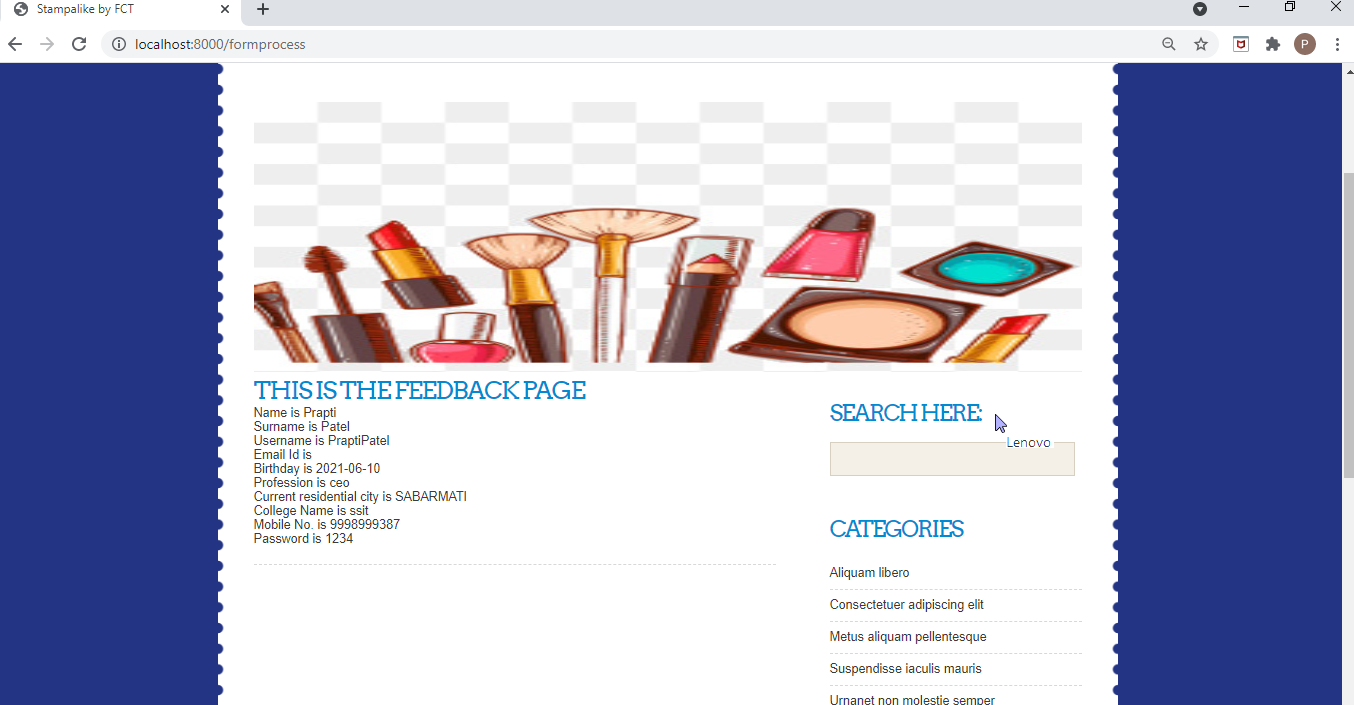 Stampalike by FCT
localhost:8000/formprocess
P
THIS IS THE FEEDBACK PAGE
Name is Prapti
Surname is Patel
Username is PraptiPatel
Email Id is
Birthday is 2021-06-10
Profession is ceo
Current residential city is SABARMATI
College Name is ssit
Mobile No. is 9998999387
Password is 1234
SEARCH HERE:
Lenovo
CATEGORIES
Aliquam libero
Consectetuer adipiscing elit
Metus aliquam pellentesque
Suspendisse iaculis mauris
Urnanet non molestie semper